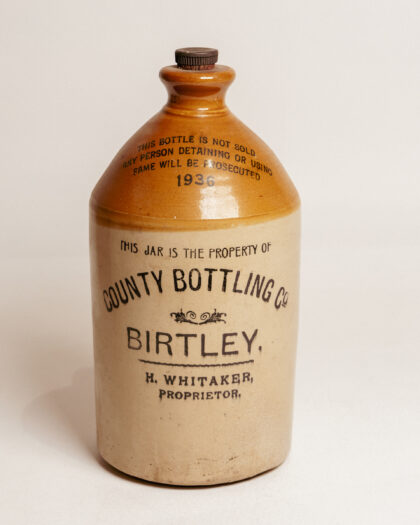 THIS BOTTLE IS NOT SOLD
ANY PERSON DETAINING OR USING
SAME WILL BE PROSECUTED
1936
THIS JAR IS THE PROPERTY OF
COUNTY BOTTLING Co
BIRTLEY.
H. WHITAKER,
PROPRIETOR.